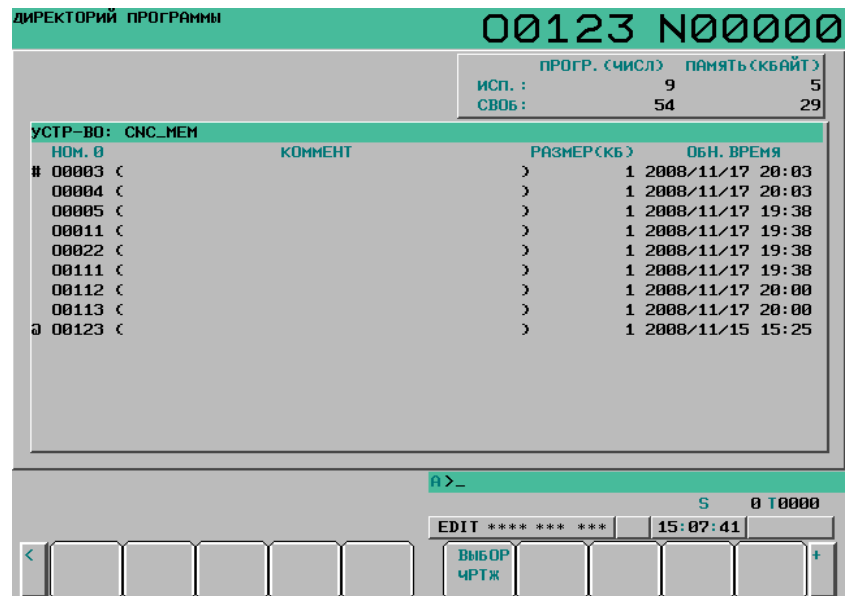 ДИРЕКТОРИЙ ПРОГРАММЫ O0123 N00000
ПРОГР.(ЧИСЛ) ПАМЯТЬ(КБАЙТ)
ИСП.: 9 5
СВОБ: 54 29
УСТР-ВО: CNC_MEM
НОМ.О КОММЕНТ РАЗМЕР(КБ) ОБН.ВРЕМЯ
# O0003 ( ) 1 2008/11/17 20:03
O0004 ( ) 1 2008/11/17 20:03
O0005 ( ) 1 2008/11/17 19:38
O0011 ( ) 1 2008/11/17 19:38
O0022 ( ) 1 2008/11/17 19:38
O0111 ( ) 1 2008/11/17 19:38
O0112 ( ) 1 2008/11/17 20:00
O0113 ( ) 1 2008/11/17 20:00
@ O0123 ( ) 1 2008/11/15 15:25
A>_
S 0 T0000
EDIT **** *** *** 15:07:41
< ВЫБОР +
ЧРТЖ